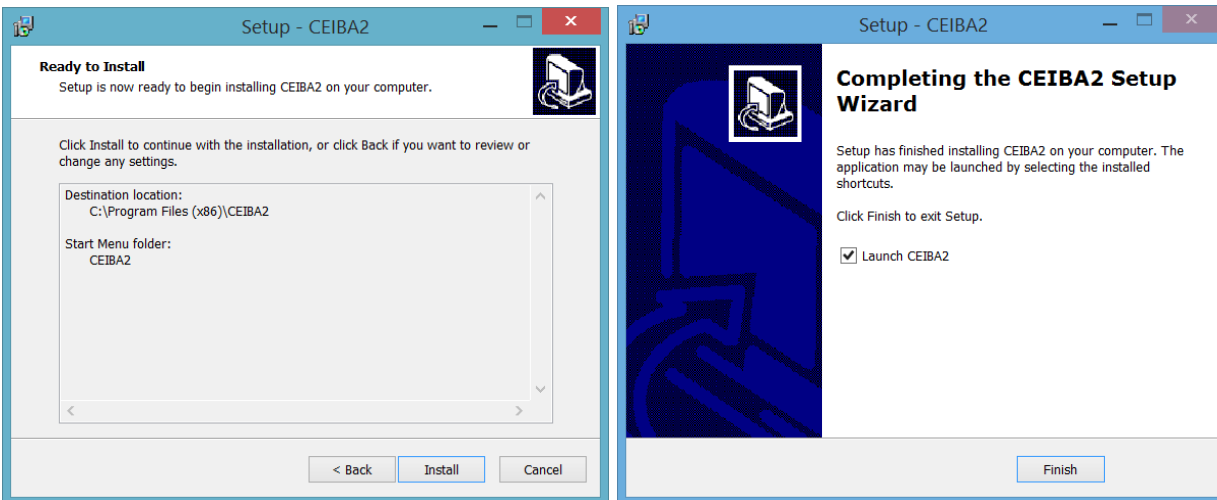 Setup - CEIBA2
Ready to Install
Setup is now ready to begin installing CEIBA2 on your computer.
Click Install to continue with the installation, or click Back if you want to review or
change any settings.
Destination location:
C:\Program Files (x86)\CEIBA2
Start Menu folder:
CEIBA2
< Back
Install
Cancel
Setup - CEIBA2
Completing the CEIBA2 Setup
Wizard
Setup has finished installing CEIBA2 on your computer. The
application may be launched by selecting the installed
shortcuts.
Click Finish to exit Setup.
Launch CEIBA2
Finish